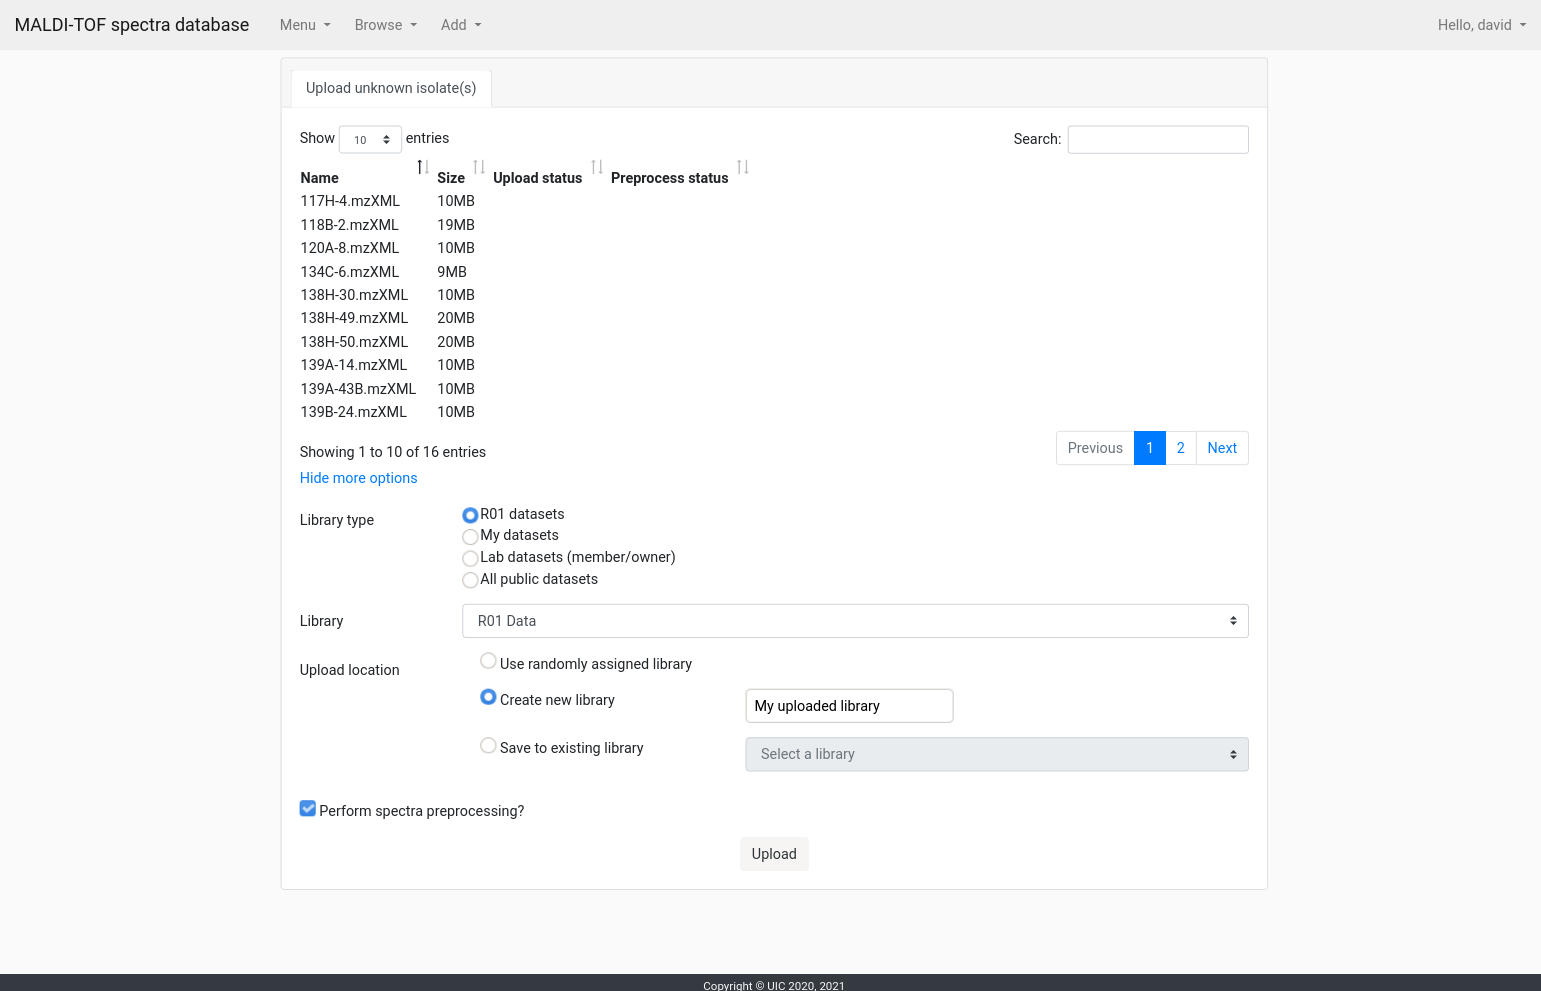 MALDI-TOF spectra database Menu Browse Add Hello, david
Upload unknown isolate(s)
Show 10 entries Search:
Name Size Upload status Preprocess status
117H-4.mzXML 10MB
118B-2.mzXML 19MB
120A-8.mzXML 10MB
134C-6.mzXML 9MB
138H-30.mzXML 10MB
138H-49.mzXML 20MB
138H-50.mzXML 20MB
139A-14.mzXML 10MB
139A-43B.mzXML 10MB
139B-24.mzXML 10MB
Showing 1 to 10 of 16 entries Previous 1 2 Next
Hide more options
Library type R01 datasets
My datasets
Lab datasets (member/owner)
All public datasets
Library R01 Data
Upload location Use randomly assigned library
Create new library My uploaded library
Save to existing library Select a library
Perform spectra preprocessing?
Upload
Copyright © UIC 2020, 2021